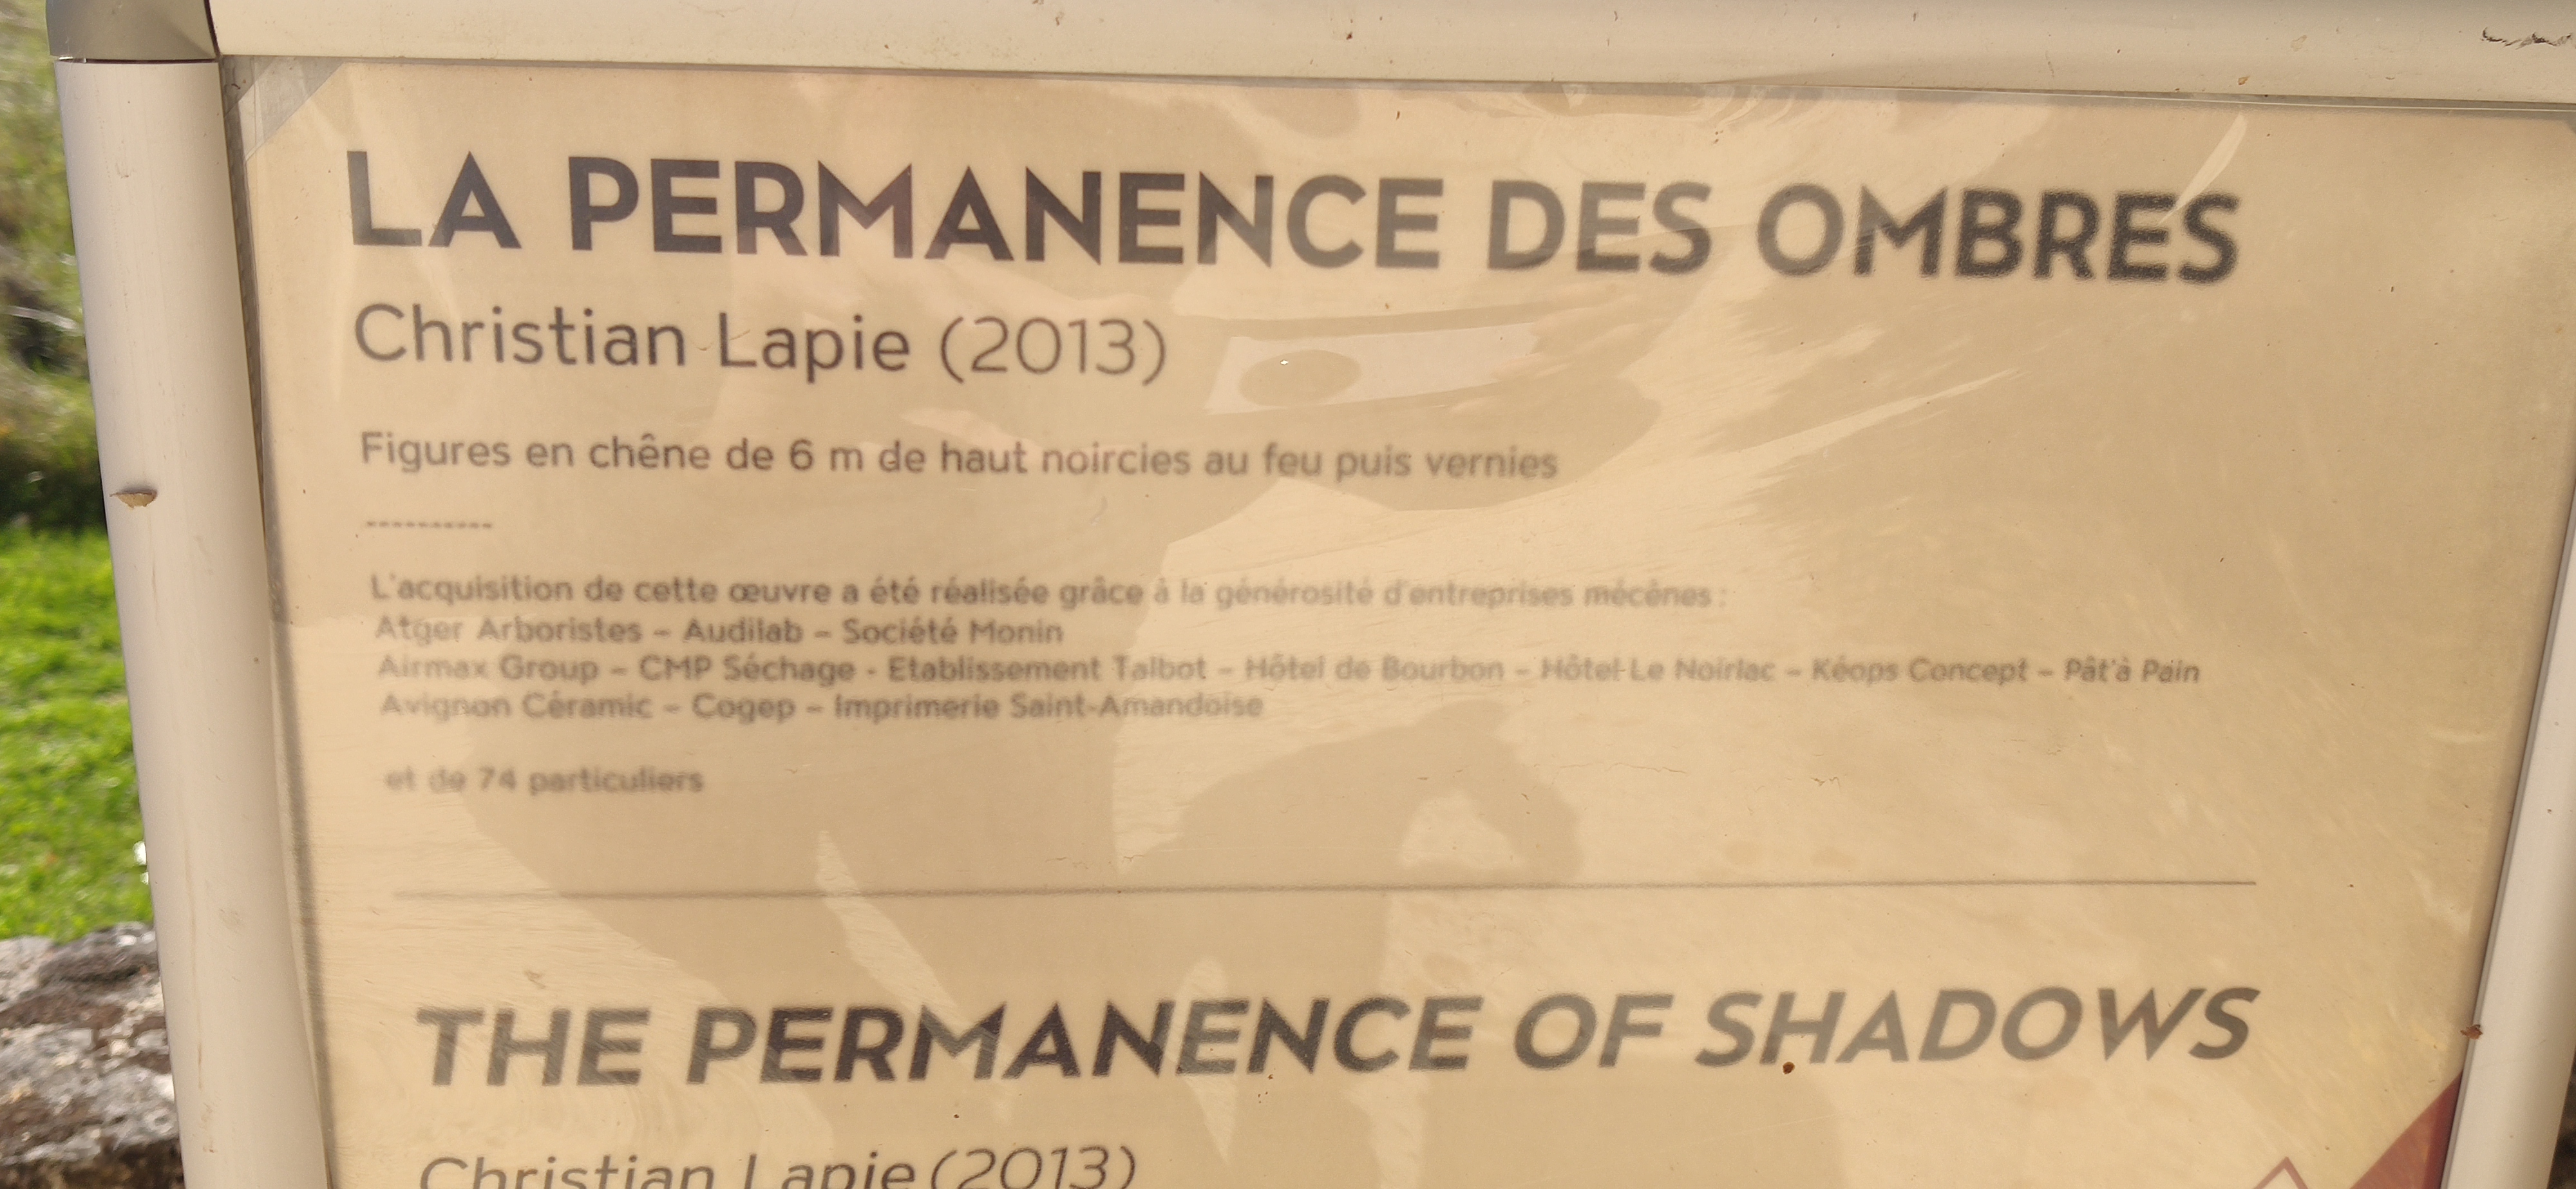 LA PERMANENCE DES OMBRES
Christian Lapie (2013)
Figures en chêne de 6 m de haut noircies au feu puis vernies
----------
L'acquisition de cette œuvre a été réalisée grâce à la générosité d'entreprises mécènes :
Atger Arboristes – Audilab – Société Monin
Airmax Group – CMP Séchage - Etablissement Talbot – Hôtel de Bourbon – Hôtel Le Noirlac – Kéops Concept – Pât'à Pain
Avignon Céramic – Cogep – Imprimerie Saint-Amandoise
et de 74 particuliers
THE PERMANENCE OF SHADOWS
Christian Lapie (2013)